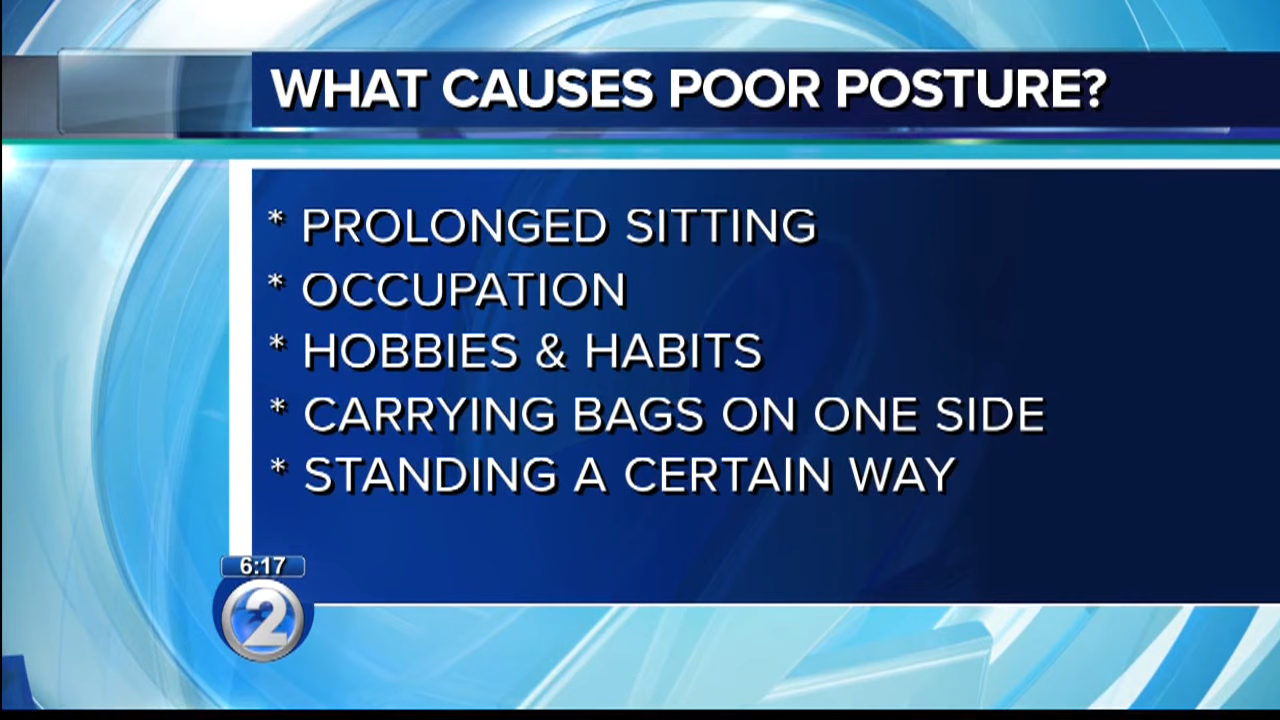 WHAT CAUSES POOR POSTURE?
* PROLONGED SITTING
* OCCUPATION
* HOBBIES & HABITS
* CARRYING BAGS ON ONE SIDE
* STANDING A CERTAIN WAY
6:17
2